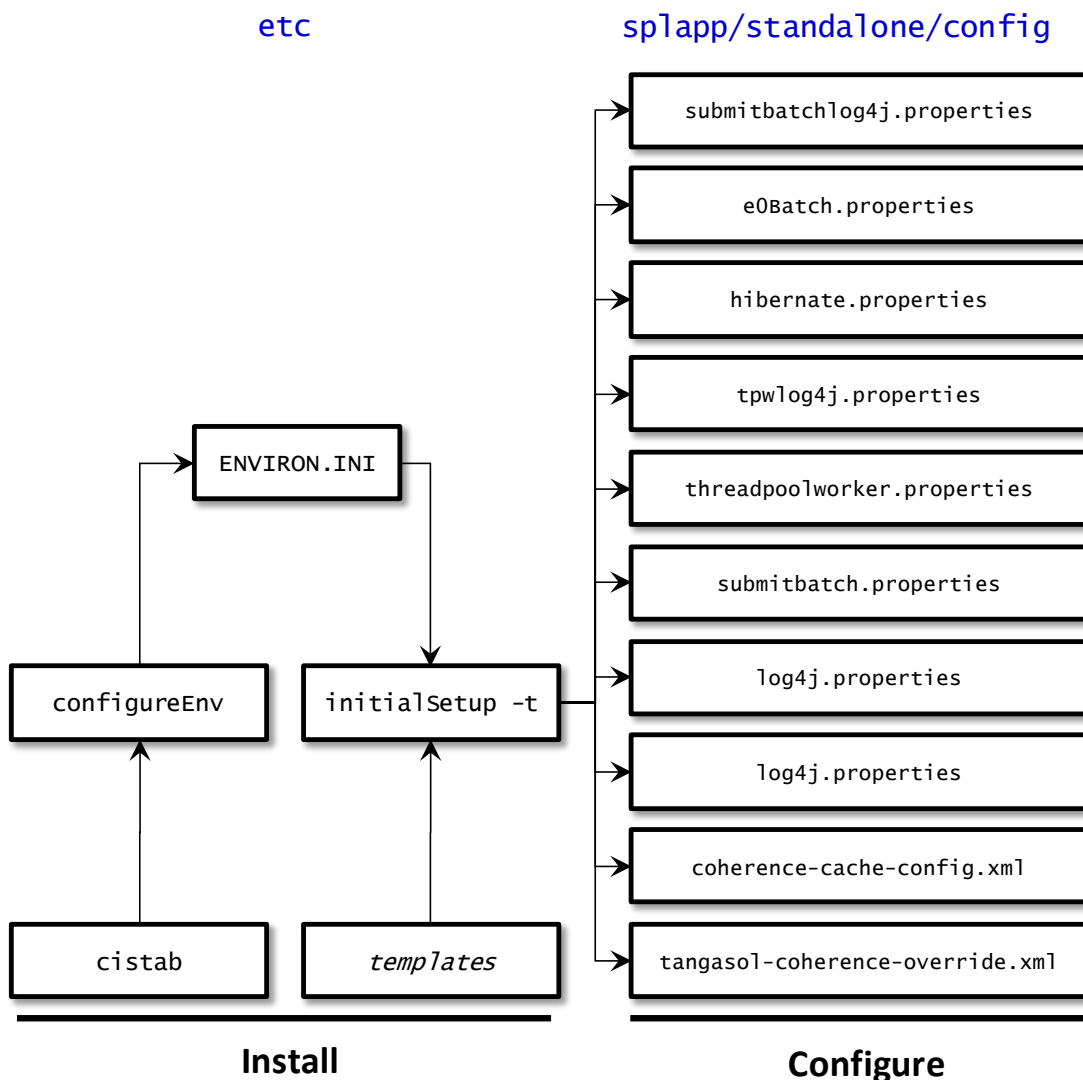 etc
splapp/standalone/config
submitbatchlog4j.properties
e0Batch.properties
hibernate.properties
tpwlog4j.properties
ENVIRON.INI
threadpoolworker.properties
submitbatch.properties
configureEnv
initialSetup -t
log4j.properties
log4j.properties
coherence-cache-config.xml
cistab
templates
tangasol-coherence-override.xml
Install
Configure